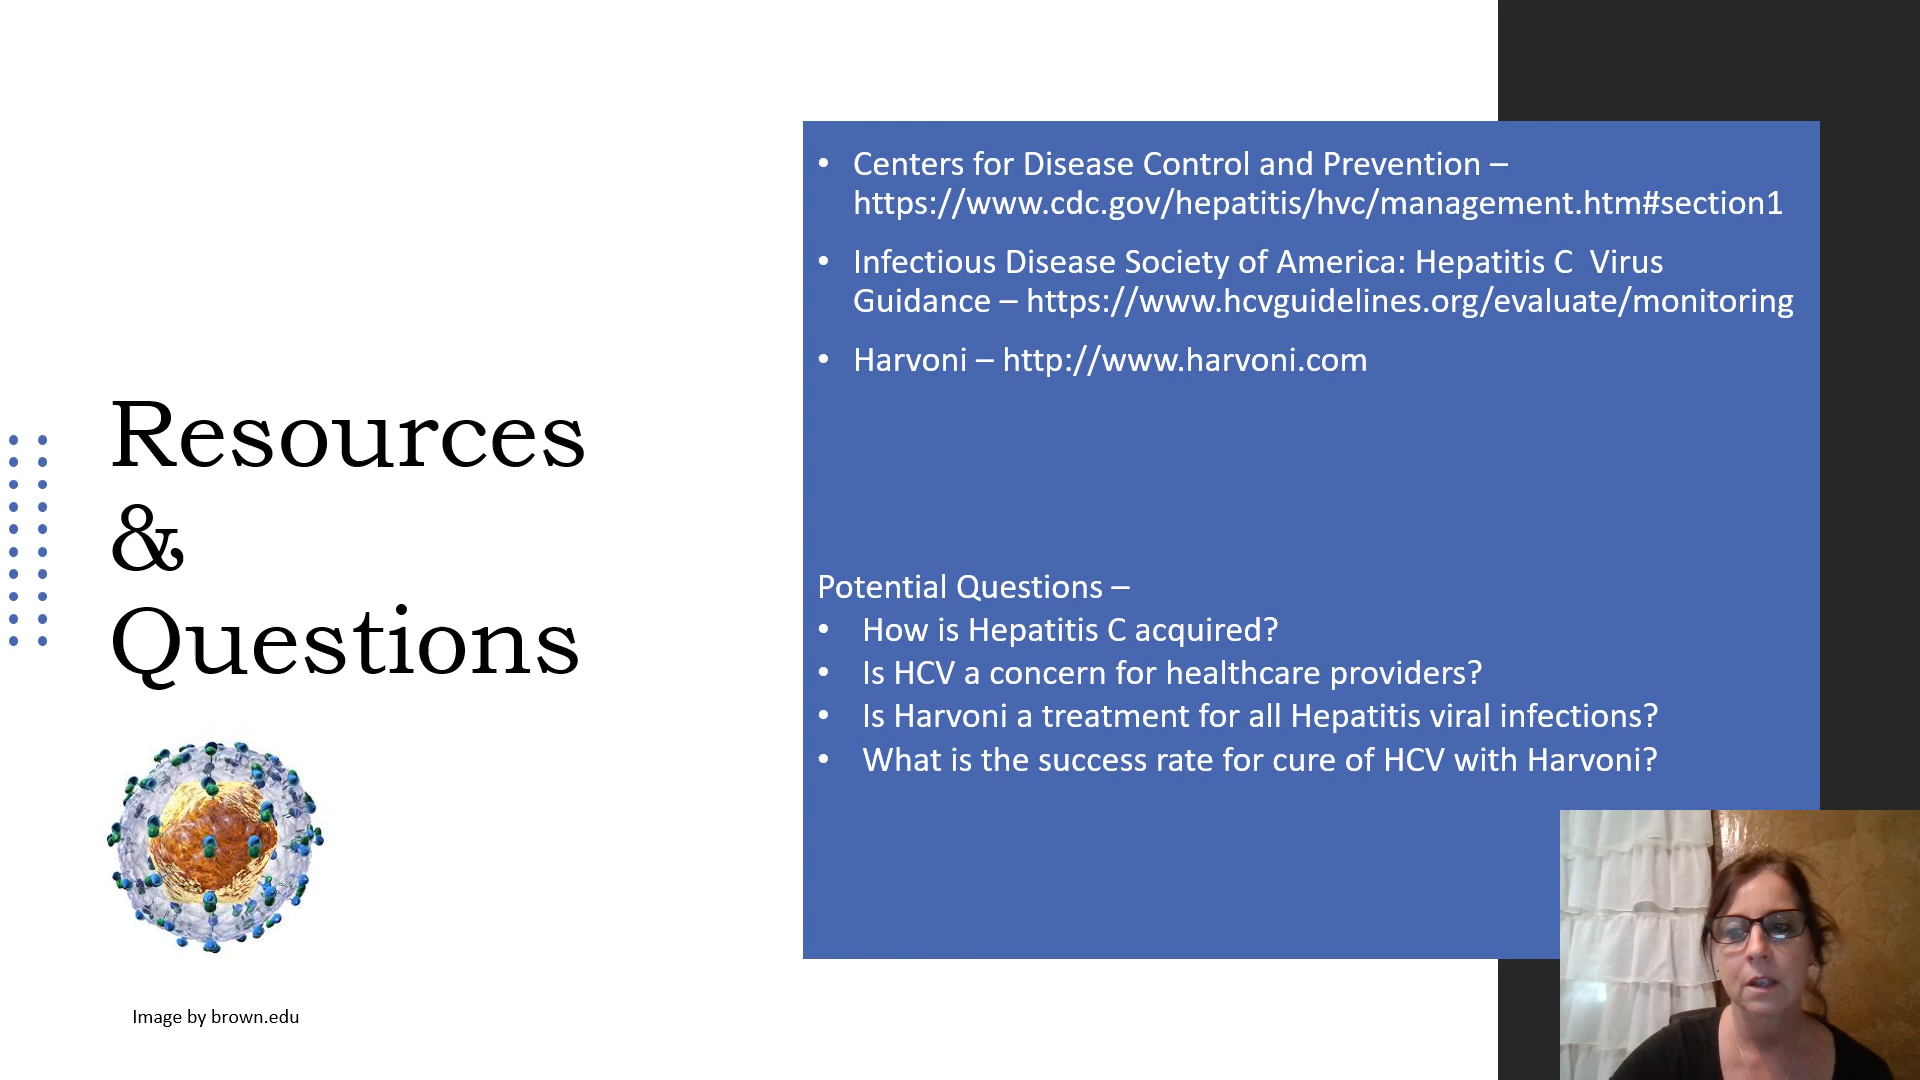 Resources
&
Questions
Image by brown.edu
• Centers for Disease Control and Prevention –
https://www.cdc.gov/hepatitis/hvc/management.htm#section1
• Infectious Disease Society of America: Hepatitis C  Virus
Guidance – https://www.hcvguidelines.org/evaluate/monitoring
• Harvoni – http://www.harvoni.com
Potential Questions –
• How is Hepatitis C acquired?
• Is HCV a concern for healthcare providers?
• Is Harvoni a treatment for all Hepatitis viral infections?
• What is the success rate for cure of HCV with Harvoni?